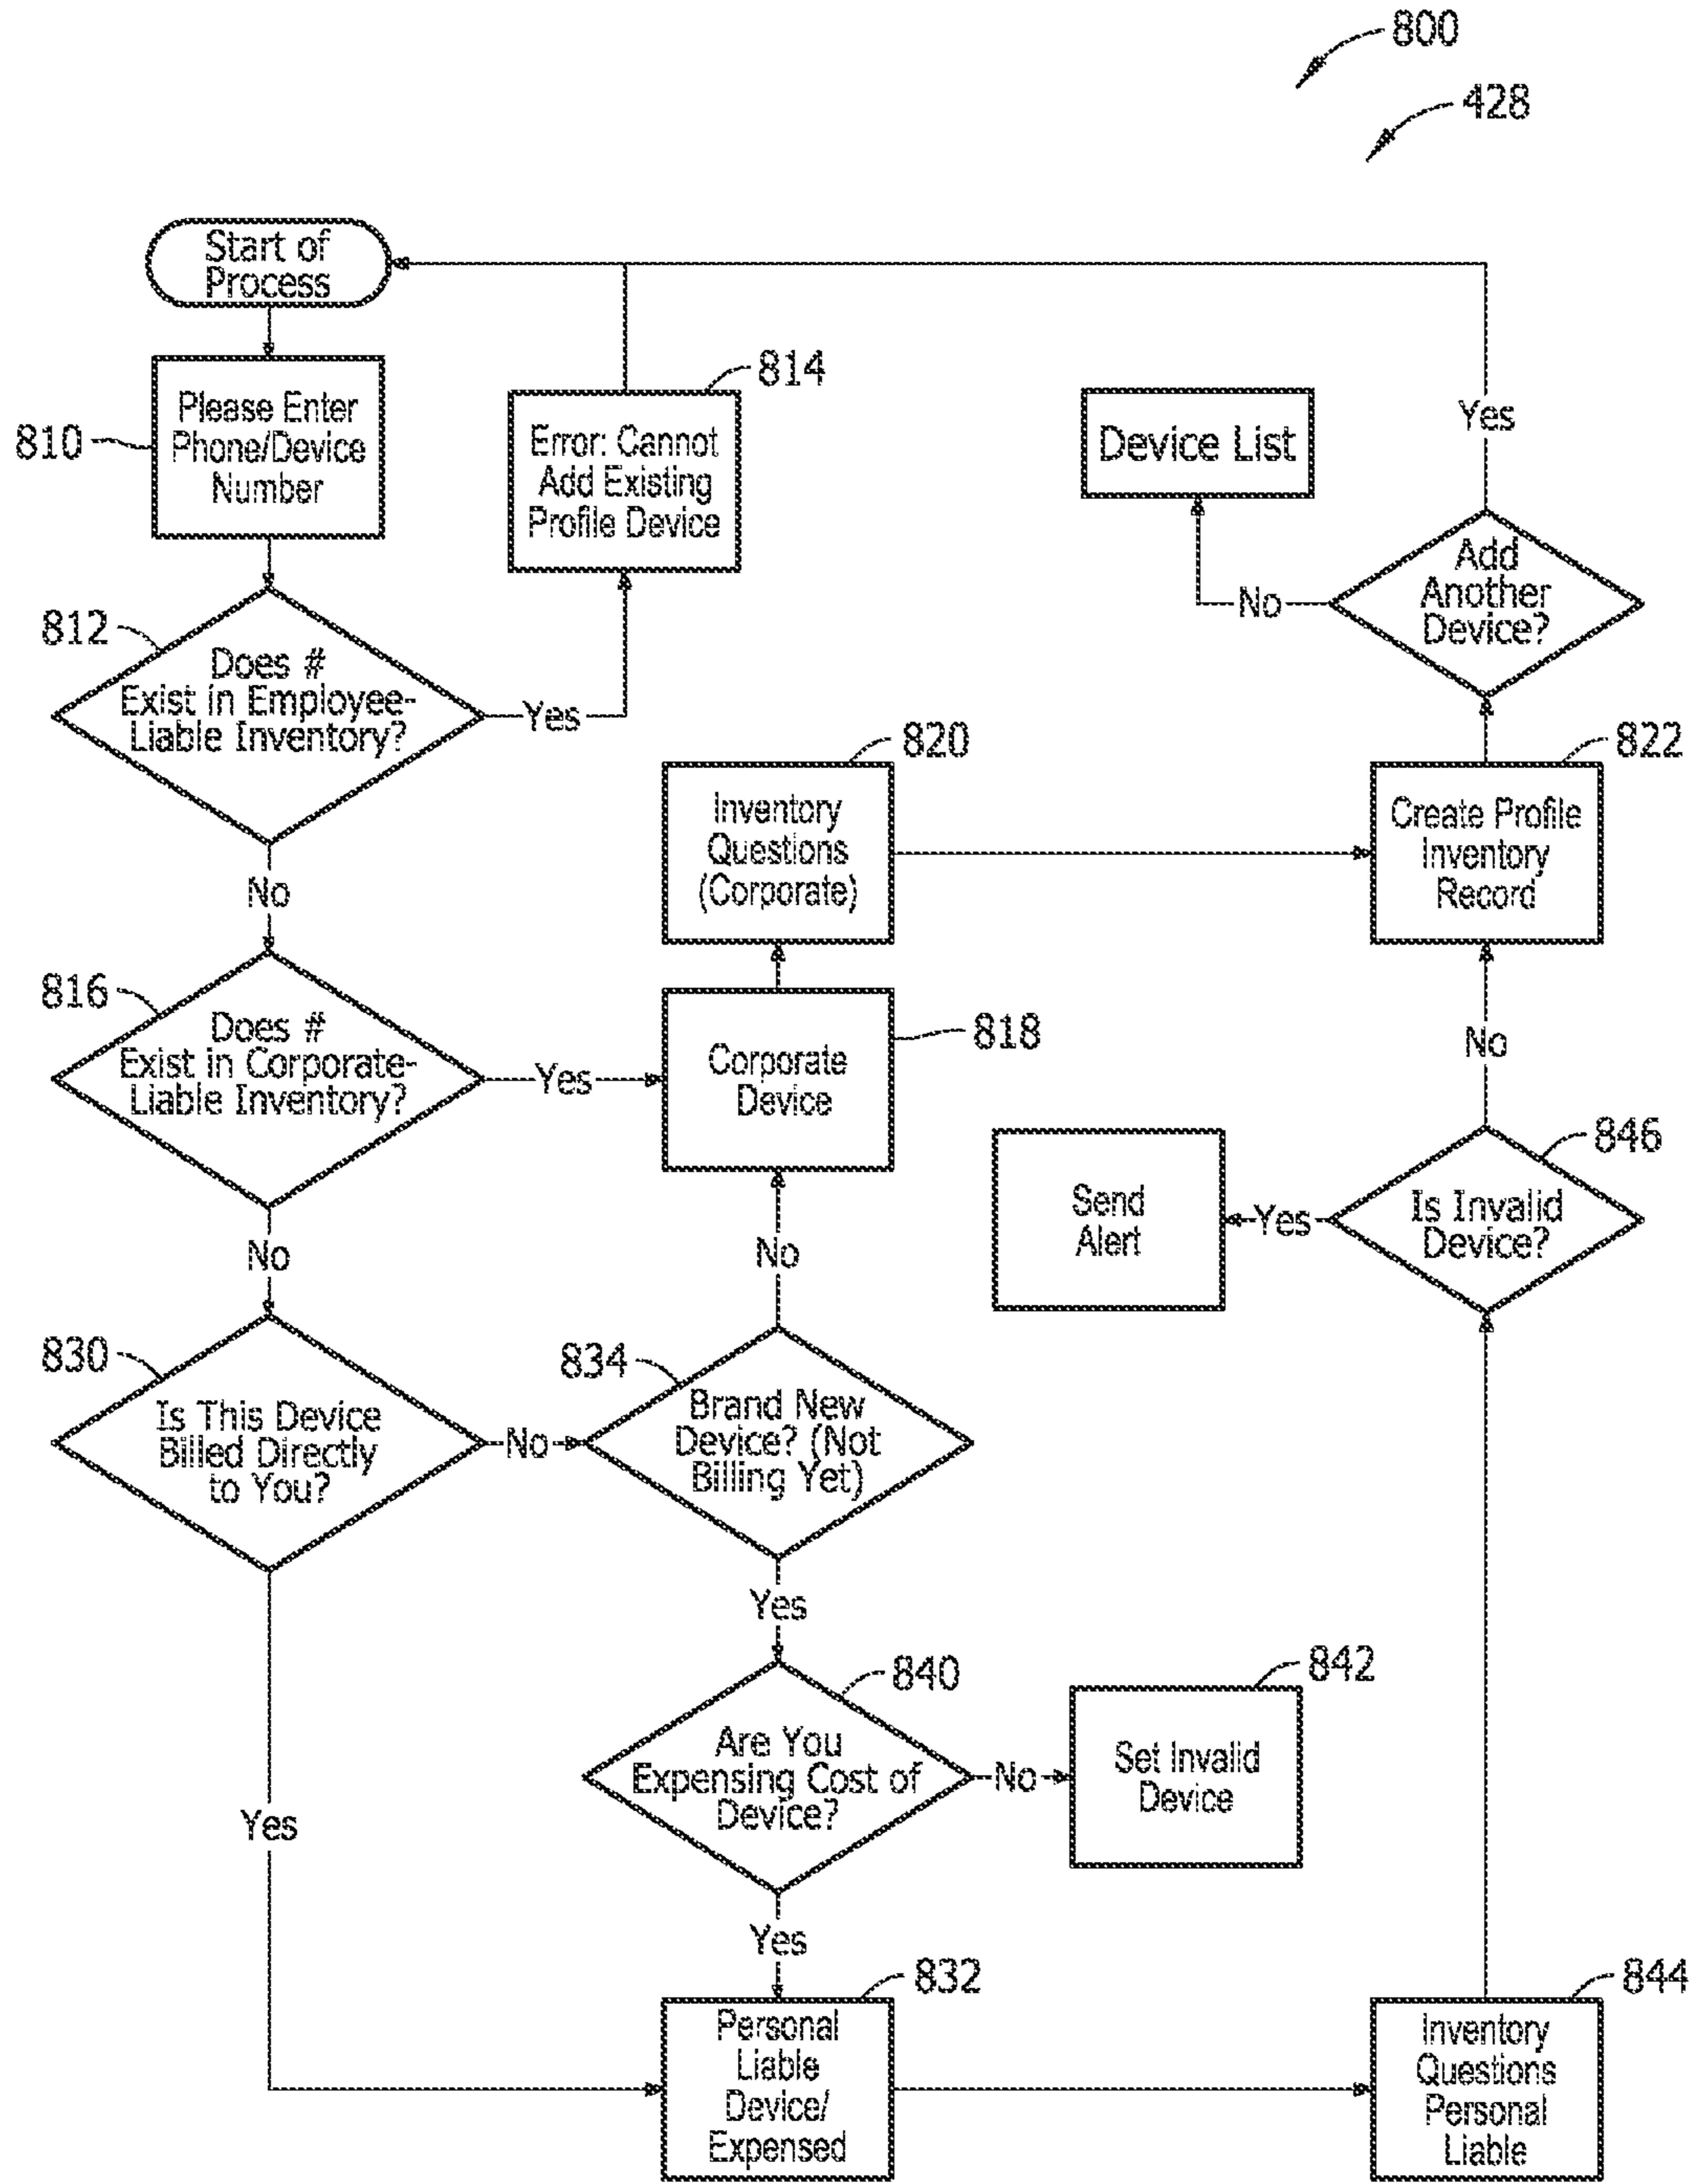 800
428
Start of
Process
810
Please Enter
Phone/Device
Number
814
Error: Cannot
Add Existing
Profile Device
Device List
Yes
812
Does #
Exist in Employee-
Liable Inventory?
Yes
No
Add
Another
Device?
No
820
Inventory
Questions
(Corporate)
822
Create Profile
Inventory
Record
816
Does #
Exist in Corporate-
Liable Inventory?
Yes
No
818
Corporate
Device
No
846
Is Invalid
Device?
Yes
Send
Alert
No
830
Is This Device
Billed Directly
to You?
No
834
Brand New
Device? (Not
Billing Yet)
Yes
840
Are You
Expensing Cost of
Device?
No
842
Set Invalid
Device
Yes
Yes
832
Personal
Liable
Device/
Expensed
844
Inventory
Questions
Personal
Liable